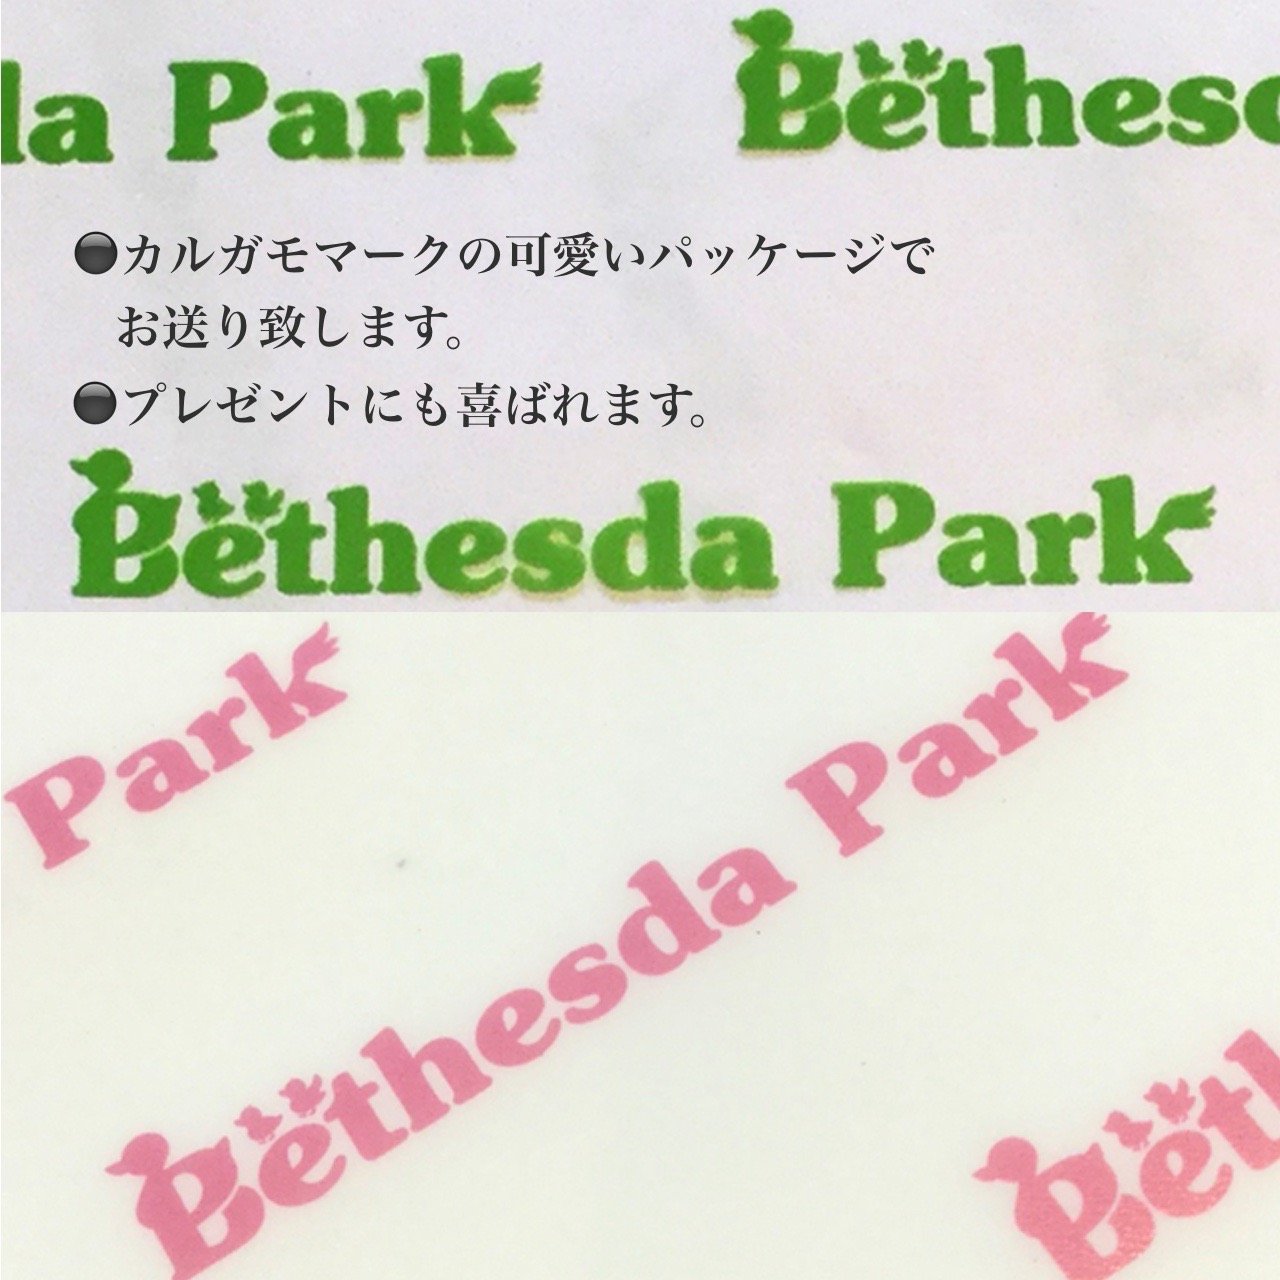 da Park Bethesd
●カルガモマークの可愛いパッケージで
お送り致します。
●プレゼントにも喜ばれます。
Bethesda Park
Park
Bethesda Park
Beth